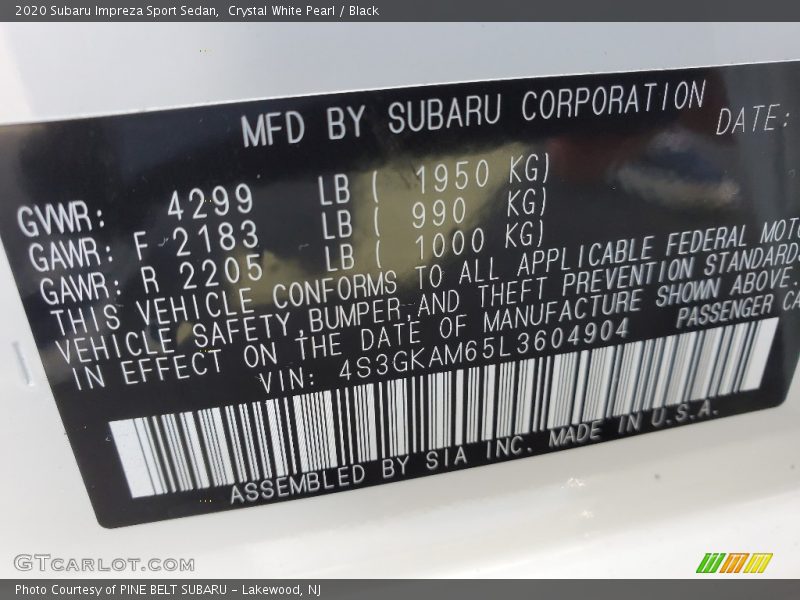 2020 Subaru Impreza Sport Sedan,  Crystal White Pearl / Black
MFD BY SUBARU CORPORATION DATE:
GVWR: 4299 LB ( 1950 KG)
GAWR: F 2183 LB ( 990 KG)
GAWR: R 2205 LB ( 1000 KG)
THIS VEHICLE CONFORMS TO ALL APPLICABLE FEDERAL
VEHICLE SAFETY,BUMPER,AND THEFT PREVENTION STANDARDS
IN EFFECT ON THE DATE OF MANUFACTURE SHOWN ABOVE.
VIN: 4S3GKAM65L3604904 PASSENGER
ASSEMBLED BY SIA INC. MADE IN U.S.A.
GTCARLOT.COM
Photo Courtesy of PINE BELT SUBARU - Lakewood, NJ